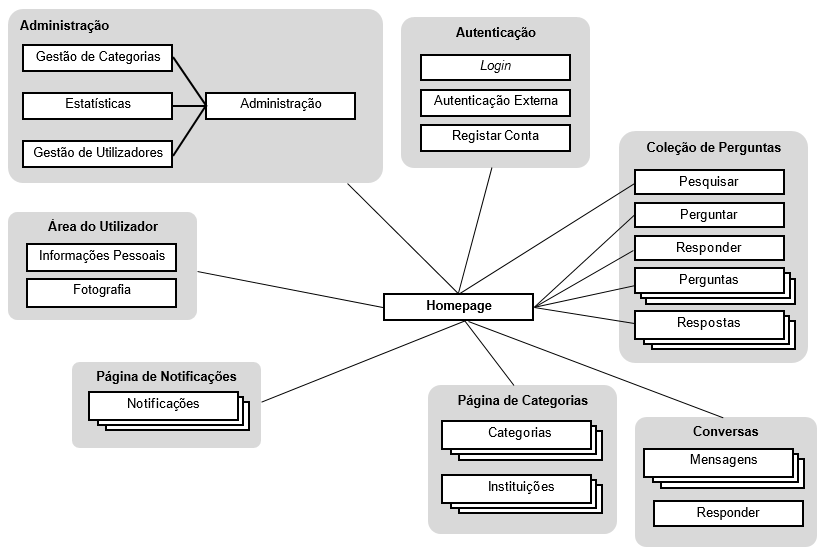 Administração
Gestão de Categorias
Estatísticas
Administração
Gestão de Utilizadores
Autenticação
Login
Autenticação Externa
Registar Conta
Coleção de Perguntas
Pesquisar
Perguntar
Responder
Perguntas
Respostas
Área do Utilizador
Informações Pessoais
Fotografia
Homepage
Página de Notificações
Notificações
Página de Categorias
Categorias
Instituições
Conversas
Mensagens
Responder